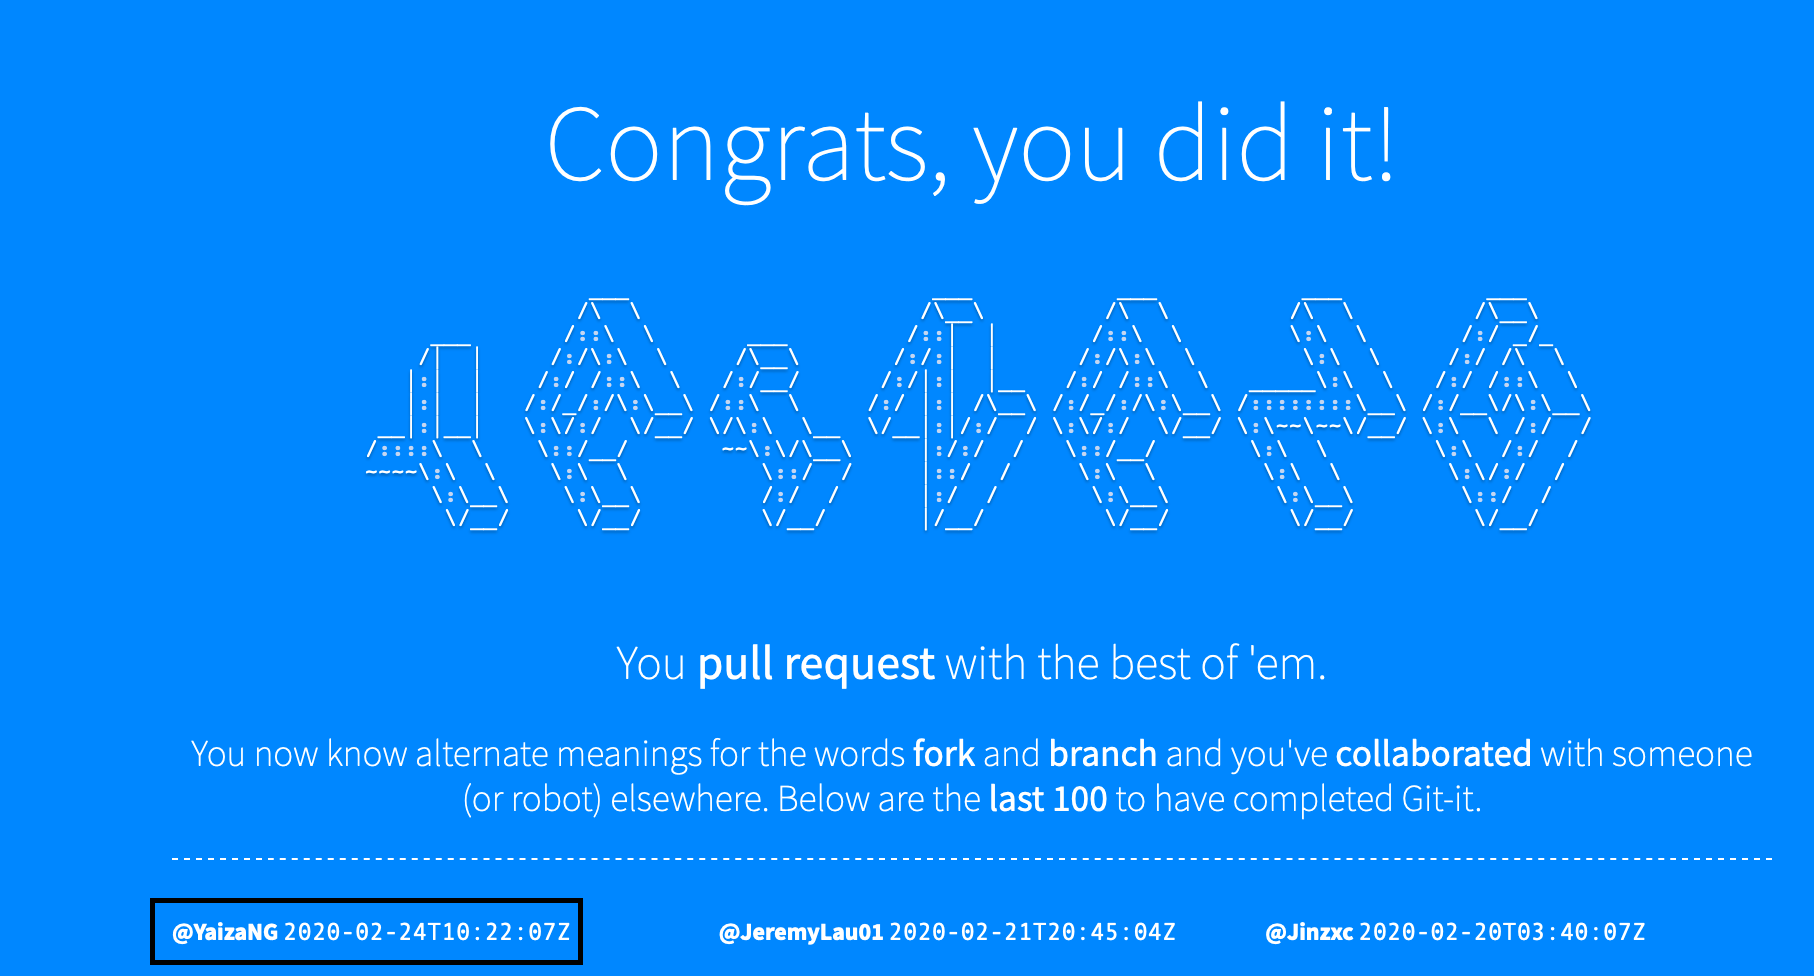 Congrats, you did it!
You pull request with the best of 'em.
You now know alternate meanings for the words fork and branch and you've collaborated with someone
(or robot) elsewhere. Below are the last 100 to have completed Git-it.
@YaizaNG 2020-02-24T10:22:07Z @JeremyLau01 2020-02-21T20:45:04Z @Jinzxc 2020-02-20T03:40:07Z